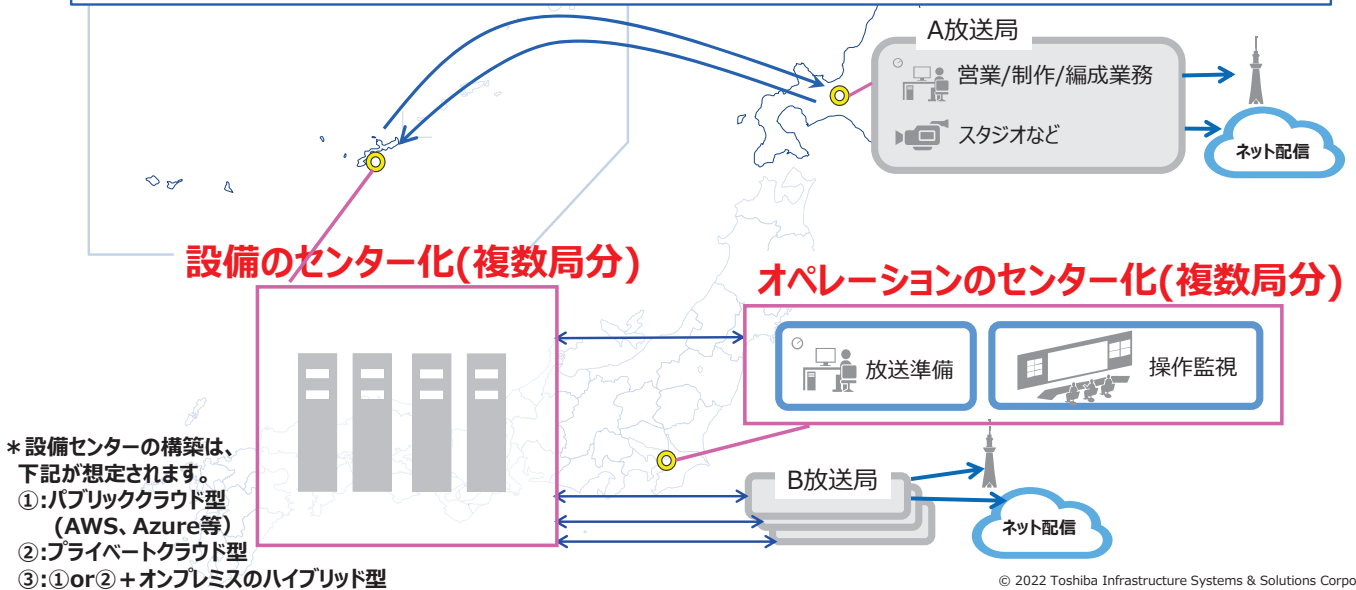 A放送局
営業/制作/編成業務
スタジオなど
ネット配信
設備のセンター化(複数局分)
オペレーションのセンター化(複数局分)
放送準備
操作監視
＊設備センターの構築は、
下記が想定されます。
①:パブリッククラウド型
(AWS、Azure等)
②:プライベートクラウド型
③:①or②＋オンプレミスのハイブリッド型
B放送局
ネット配信
© 2022 Toshiba Infrastructure Systems & Solutions Corpo